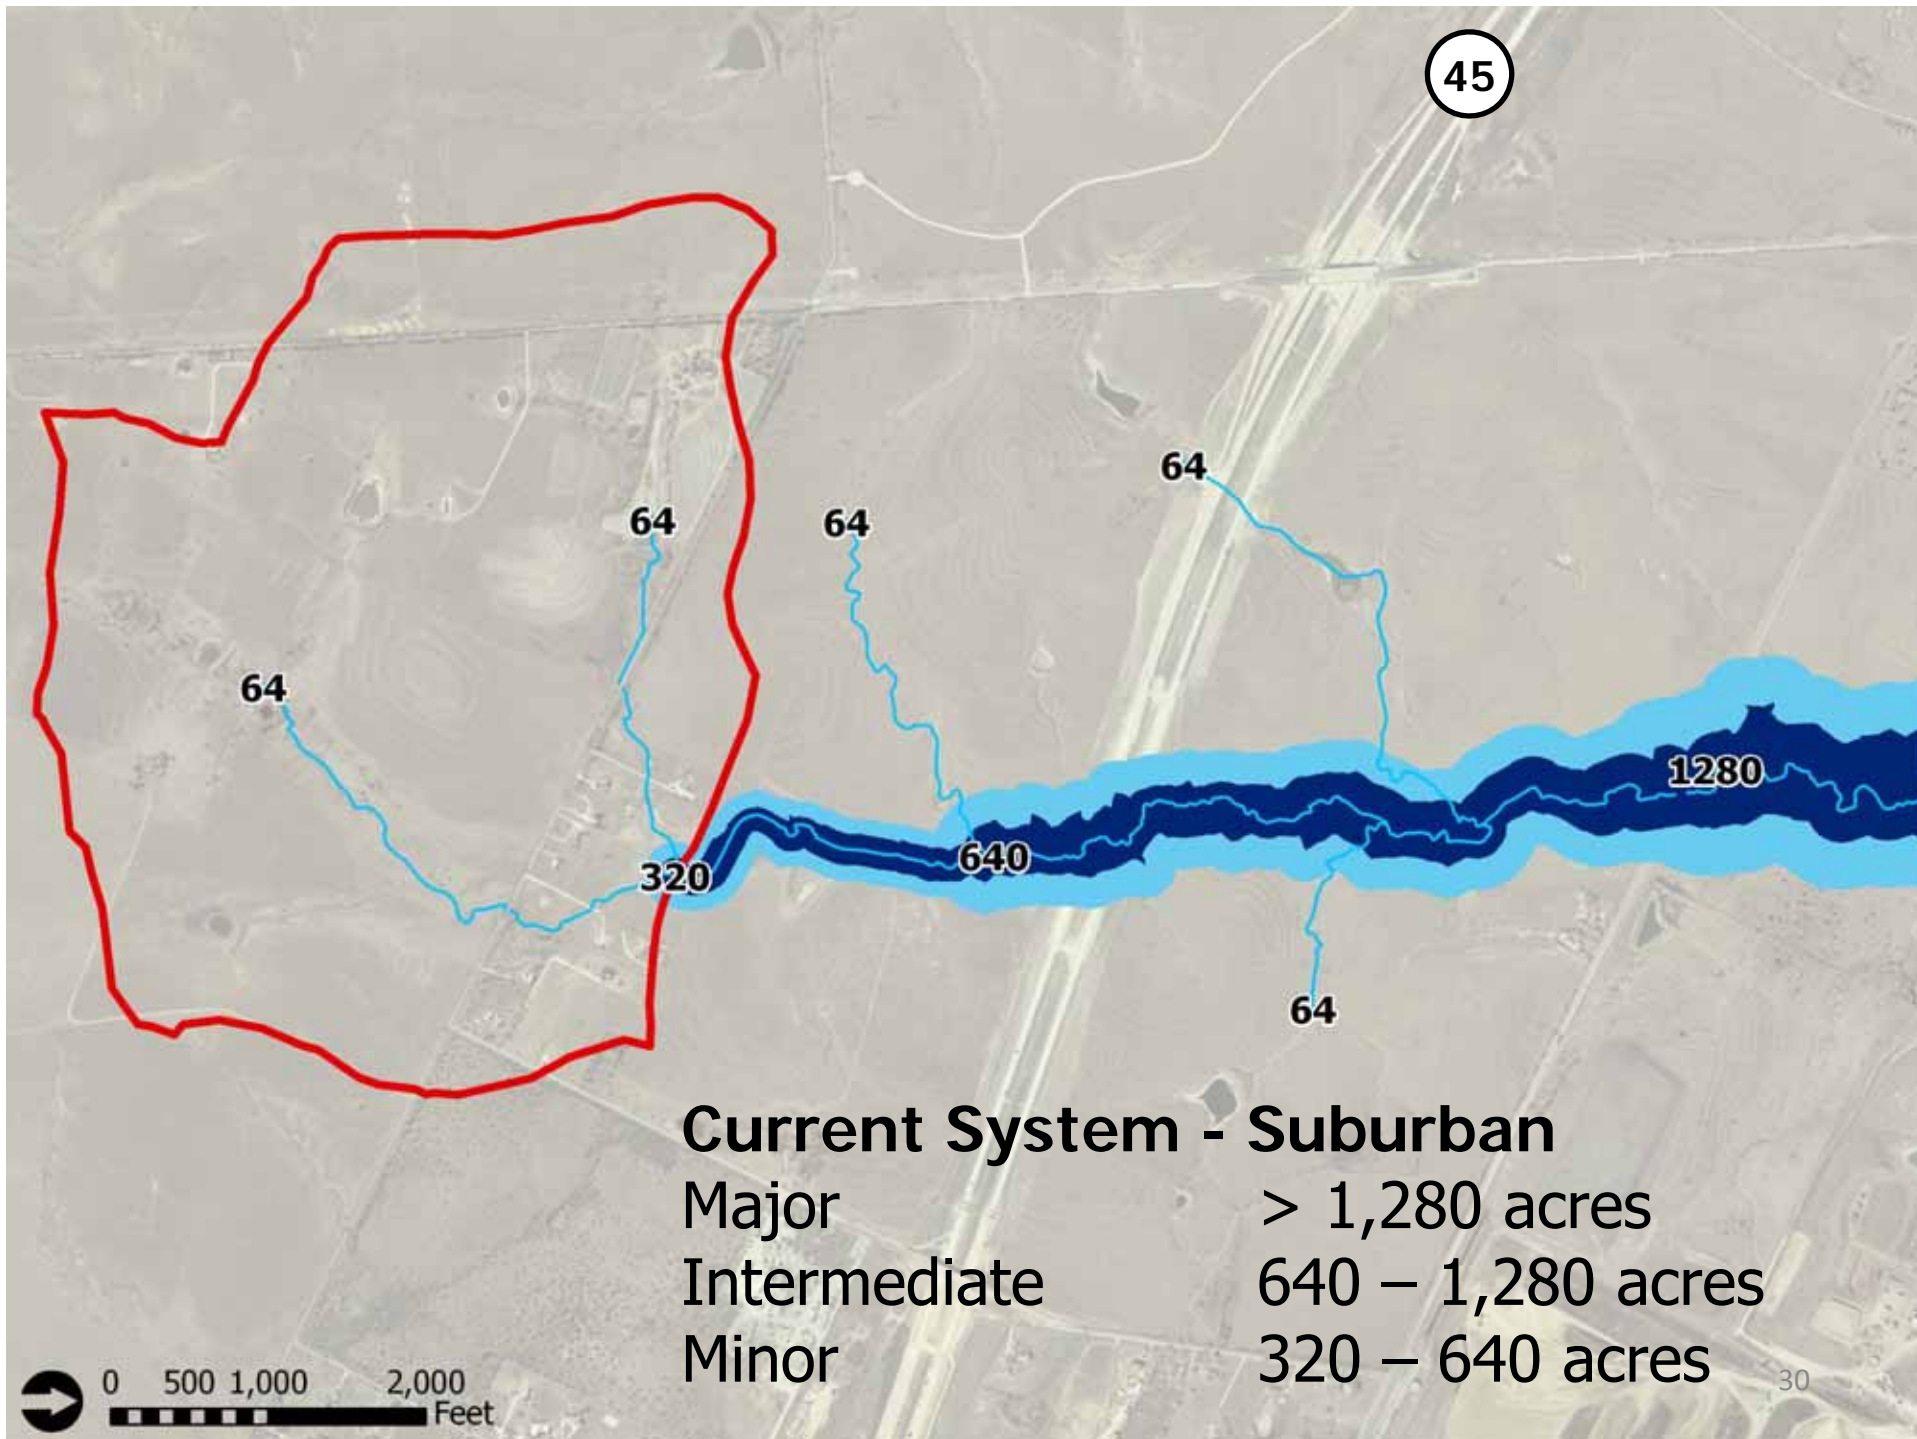 45
64
64
64
64
1280
640
320
64
Current System - Suburban
Major > 1,280 acres
Intermediate 640 – 1,280 acres
Minor 320 – 640 acres
0 500 1,000 2,000
Feet
30